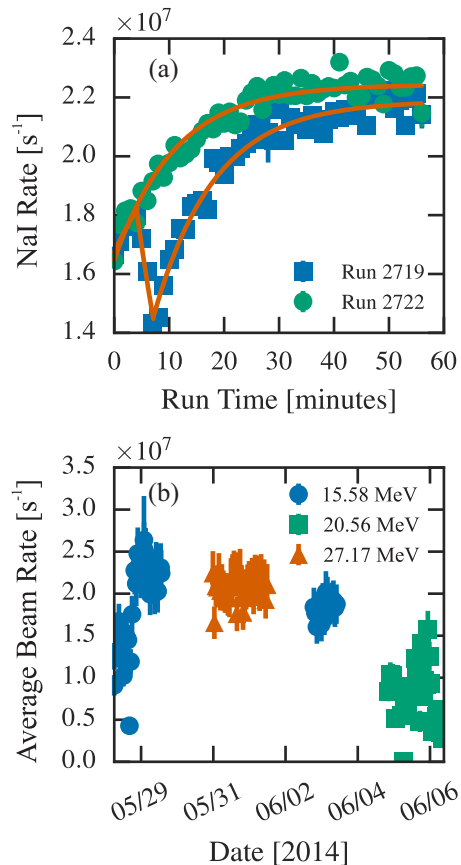 ×10⁷
2.4
2.2
2.0
1.8
1.6
1.4
NaI Rate [s⁻¹]
(a)
Run 2719
Run 2722
0 10 20 30 40 50 60
Run Time [minutes]
×10⁷
3.5
3.0
2.5
2.0
1.5
1.0
0.5
0.0
Average Beam Rate [s⁻¹]
(b)
15.58 MeV
20.56 MeV
27.17 MeV
05/29 05/31 06/02 06/04 06/06
Date [2014]